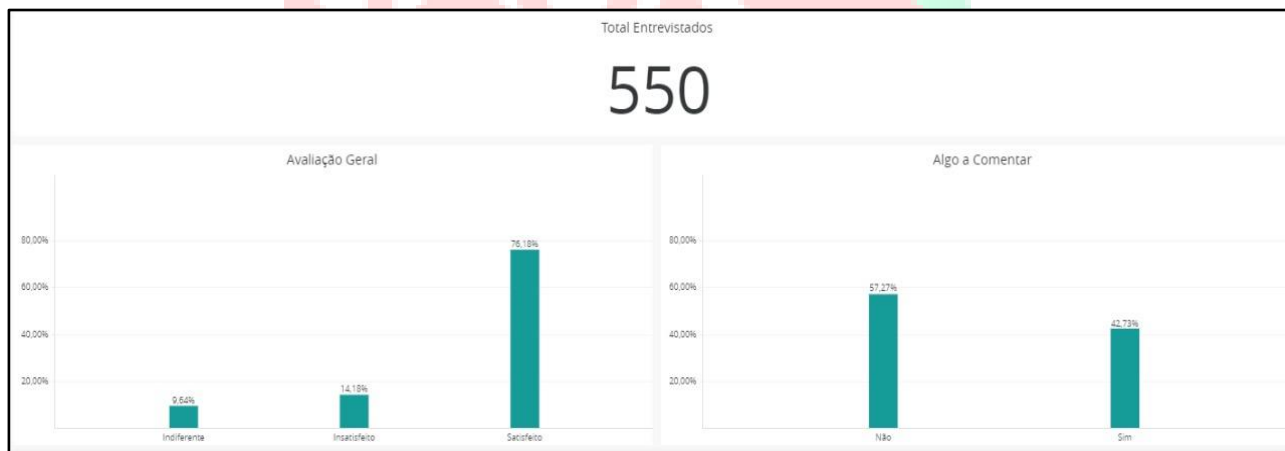 Total Entrevistados
550
Avaliação Geral
80,00%
60,00%
40,00%
20,00%
9,64%
14,18%
76,18%
Indiferente
Insatisfeito
Satisfeito
Algo a Comentar
80,00%
60,00%
40,00%
20,00%
57,27%
42,73%
Não
Sim